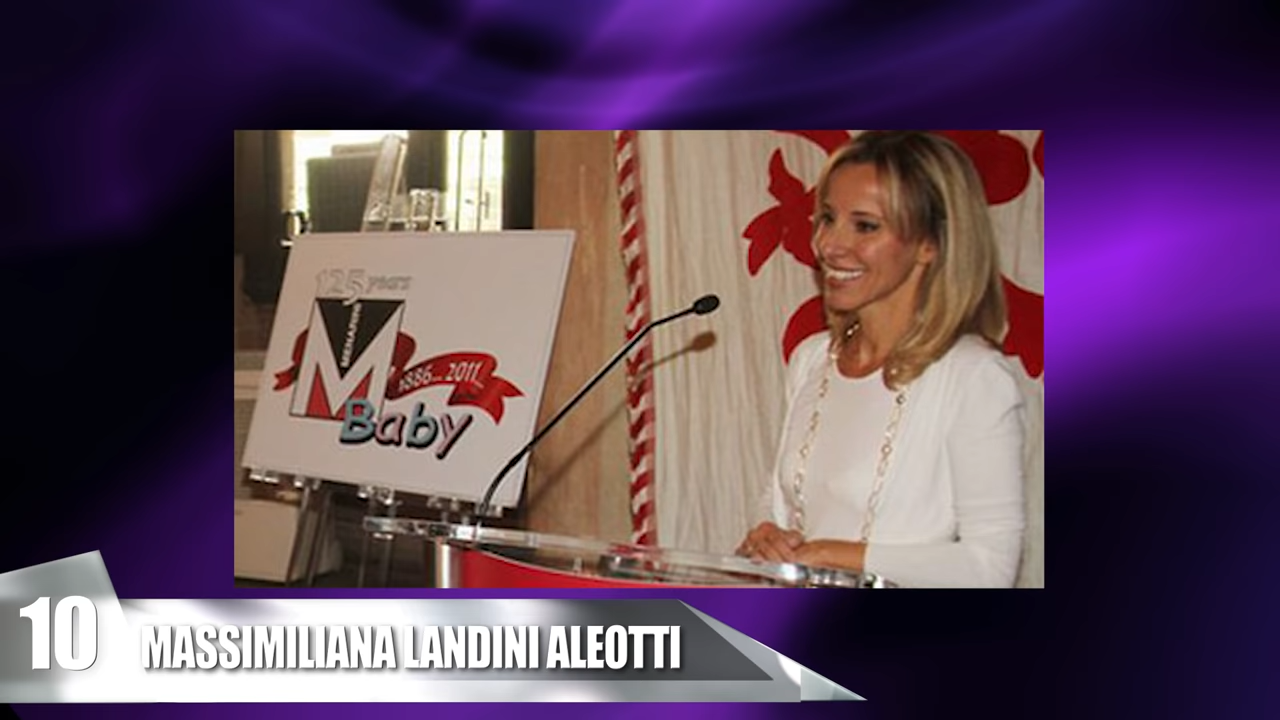 125 years
MENARINI
M
1886... 2011
Baby
10
MASSIMILIANA LANDINI ALEOTTI